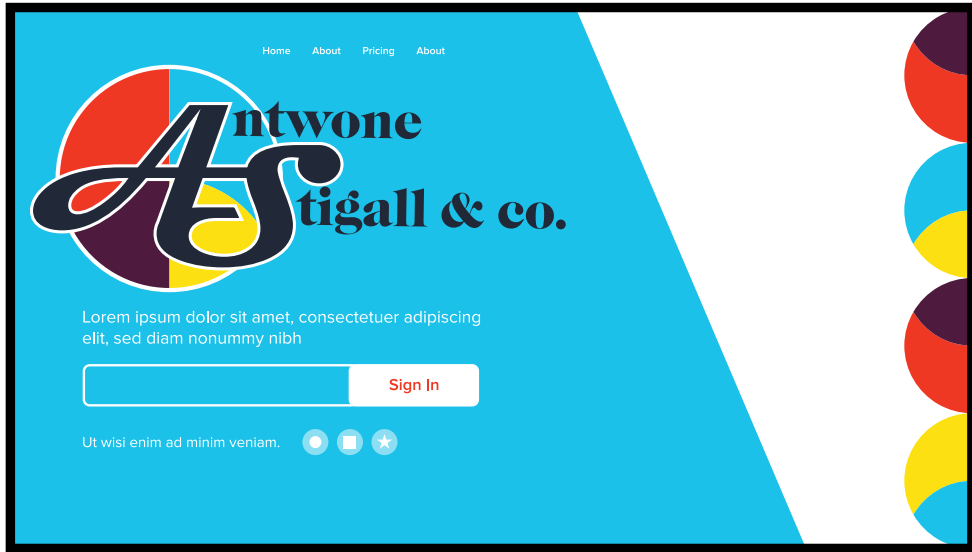 Home About Pricing About
Antwone
Stigall & co.
Lorem ipsum dolor sit amet, consectetuer adipiscing
elit, sed diam nonummy nibh
Sign In
Ut wisi enim ad minim veniam.